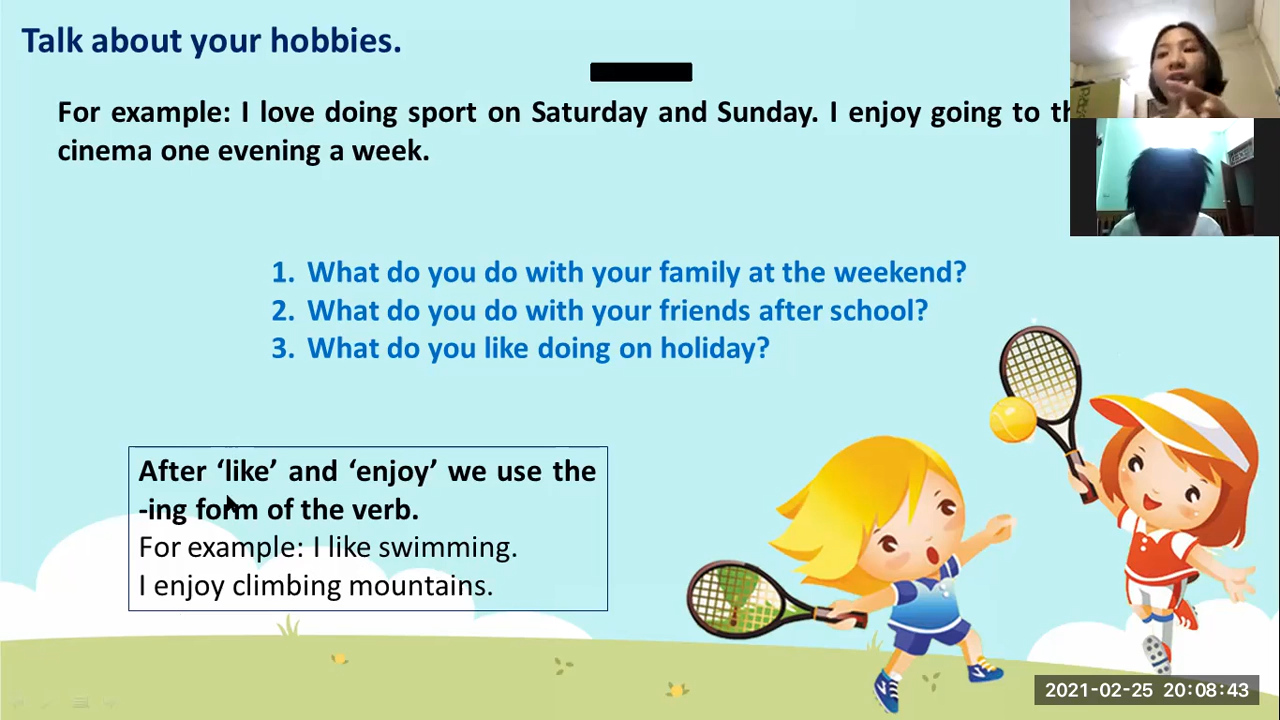 Talk about your hobbies.
For example: I love doing sport on Saturday and Sunday. I enjoy going to
cinema one evening a week.
1. What do you do with your family at the weekend?
2. What do you do with your friends after school?
3. What do you like doing on holiday?
After ‘like’ and ‘enjoy’ we use the
-ing form of the verb.
For example: I like swimming.
I enjoy climbing mountains.
2021-02-25 20:08:43